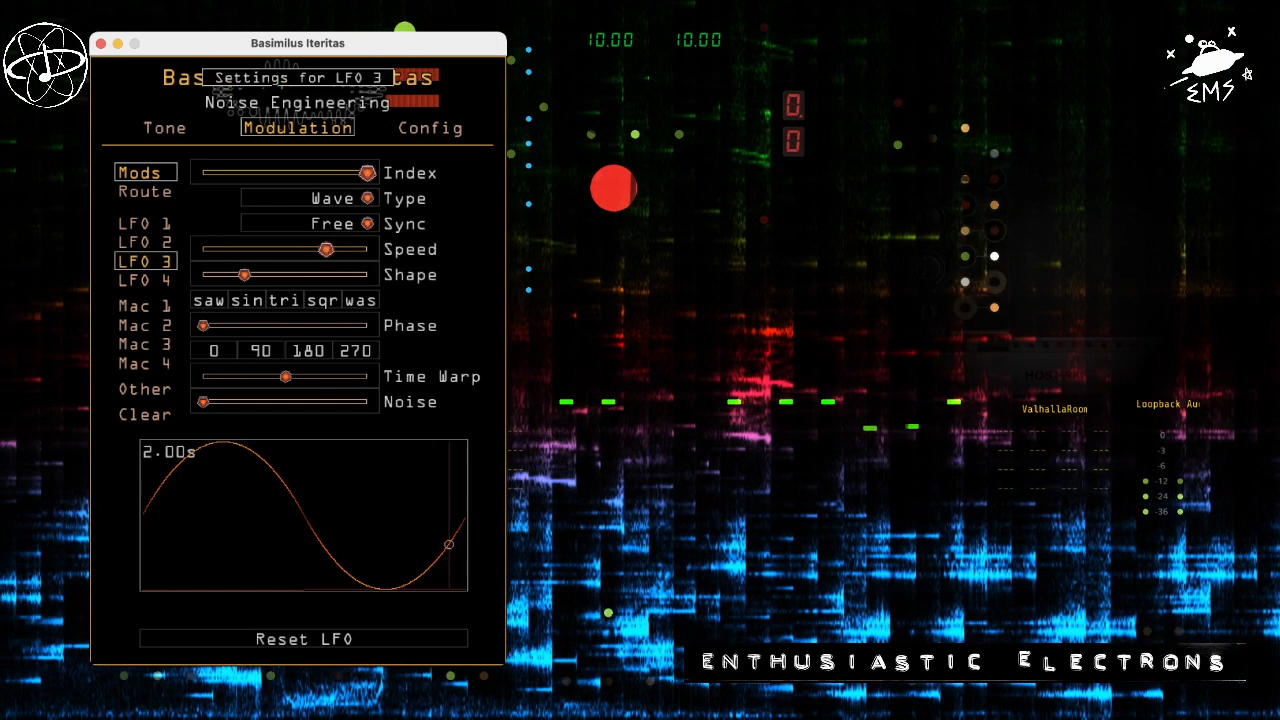 Basimilus Iteritas
10.00 10.00
Settings for LFO 3
Noise Engineering
Tone Modulation Config
Mods
Route
LFO 1
LFO 2
LFO 3
LFO 4
Mac 1
Mac 2
Mac 3
Mac 4
Other
Clear
Index
Wave Type
Free Sync
Speed
Shape
saw sin tri sqr was
Phase
0 90 180 270
Time Warp
Noise
2.00s
Reset LFO
0.
0
EMS
ValhallaRoom
Loopback Au
0
-3
-6
-12
-24
-36
ENTHUSIASTIC ELECTRONS